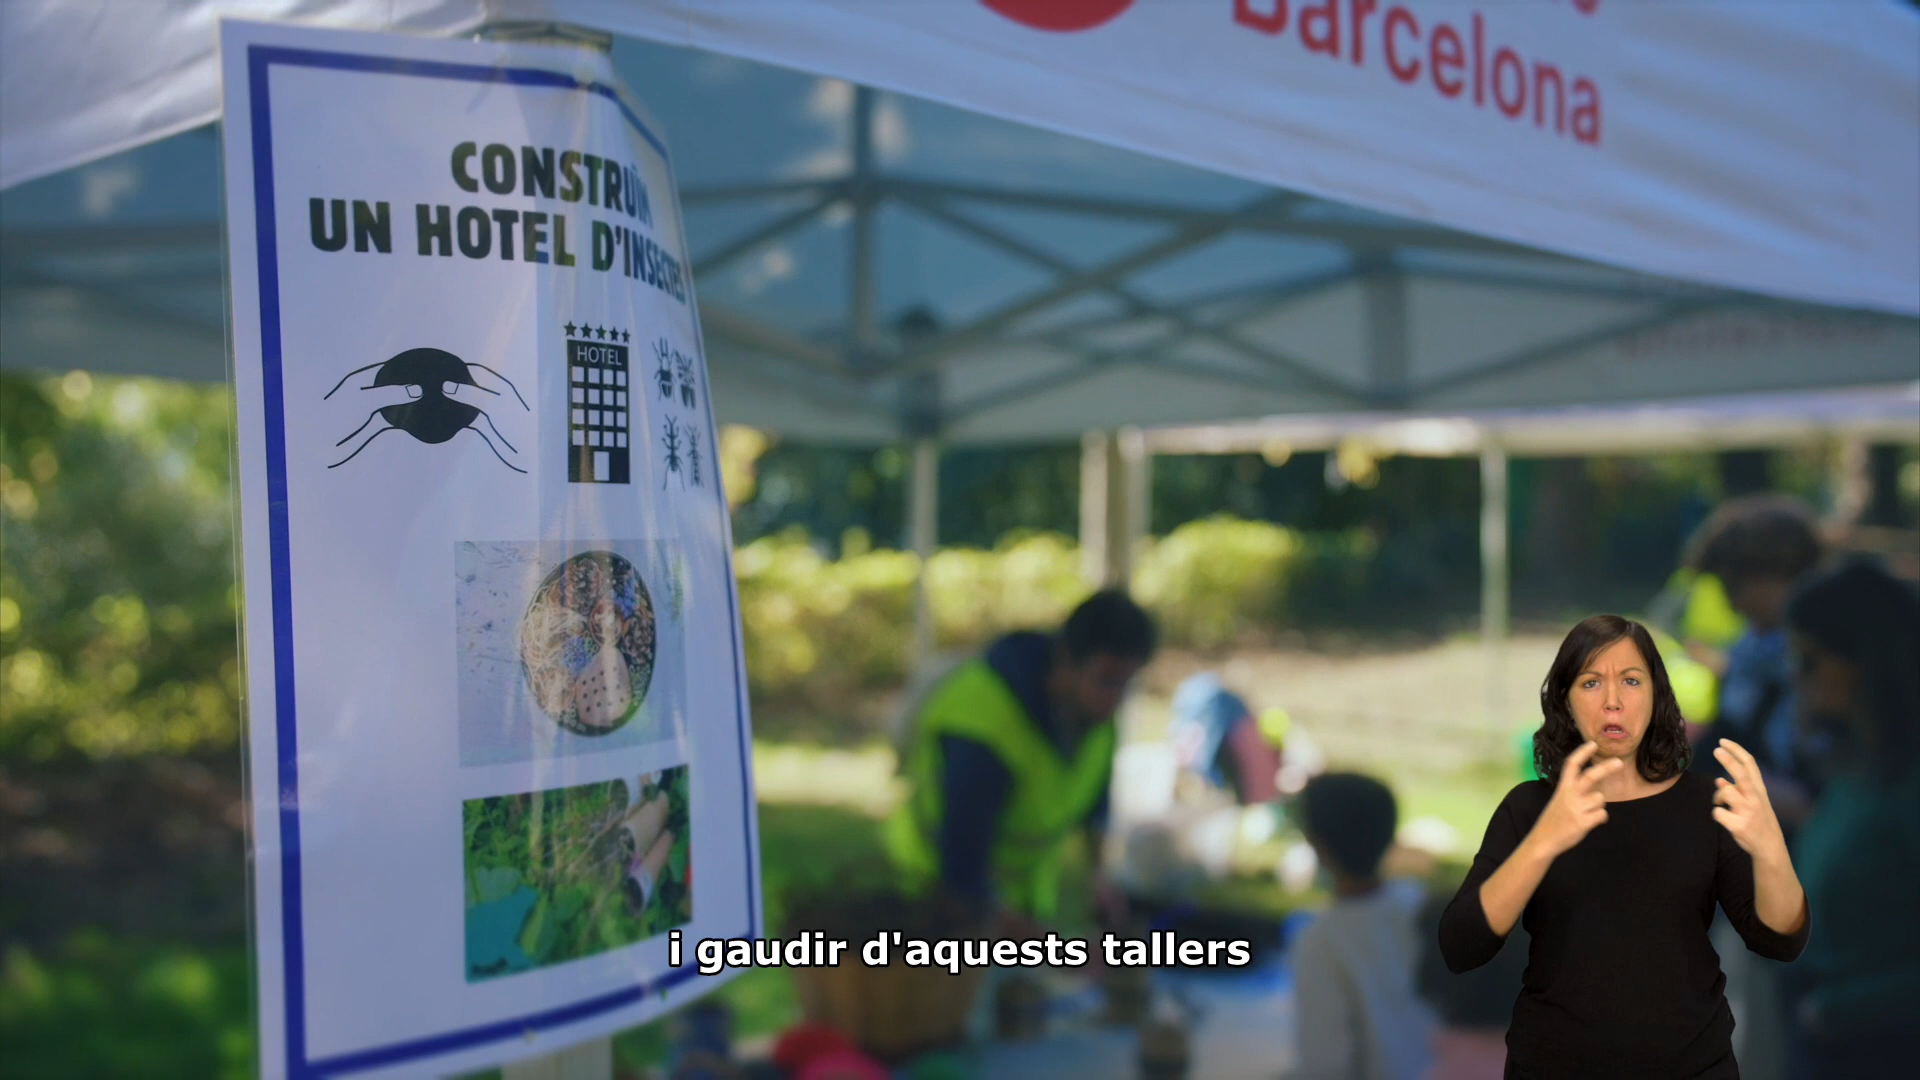 Barcelona
CONSTRUÏM
UN HOTEL D'INSECTES
HOTEL
i gaudir d'aquests tallers